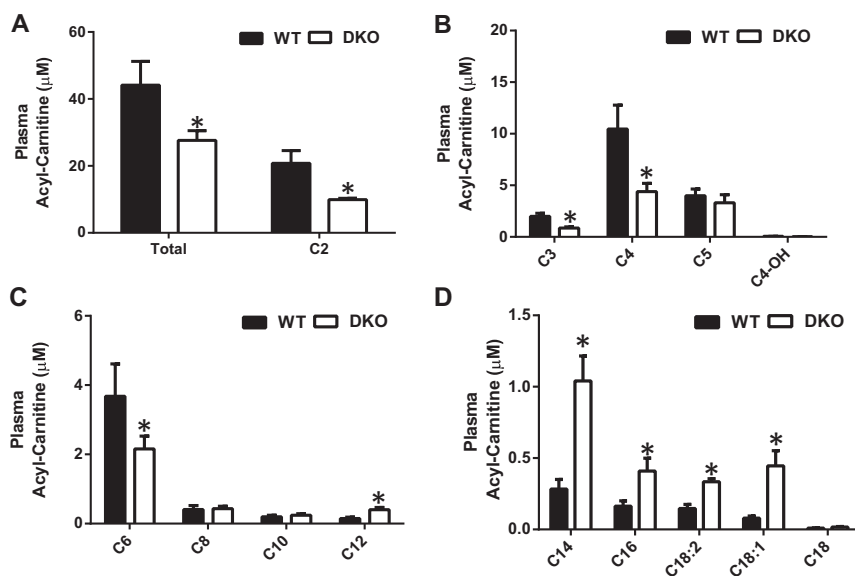 A
WT DKO
Plasma
Acyl-Carnitine (μM)
60
40
20
0
*
*
Total C2
B
WT DKO
Plasma
Acyl-Carnitine (μM)
20
15
10
5
0
*
*
C3 C4 C5 C4-OH
C
WT DKO
Plasma
Acyl-Carnitine (μM)
6
4
2
0
*
*
C6 C8 C10 C12
D
WT DKO
Plasma
Acyl-Carnitine (μM)
1.5
1.0
0.5
0.0
*
*
*
*
C14 C16 C18:2 C18:1 C18